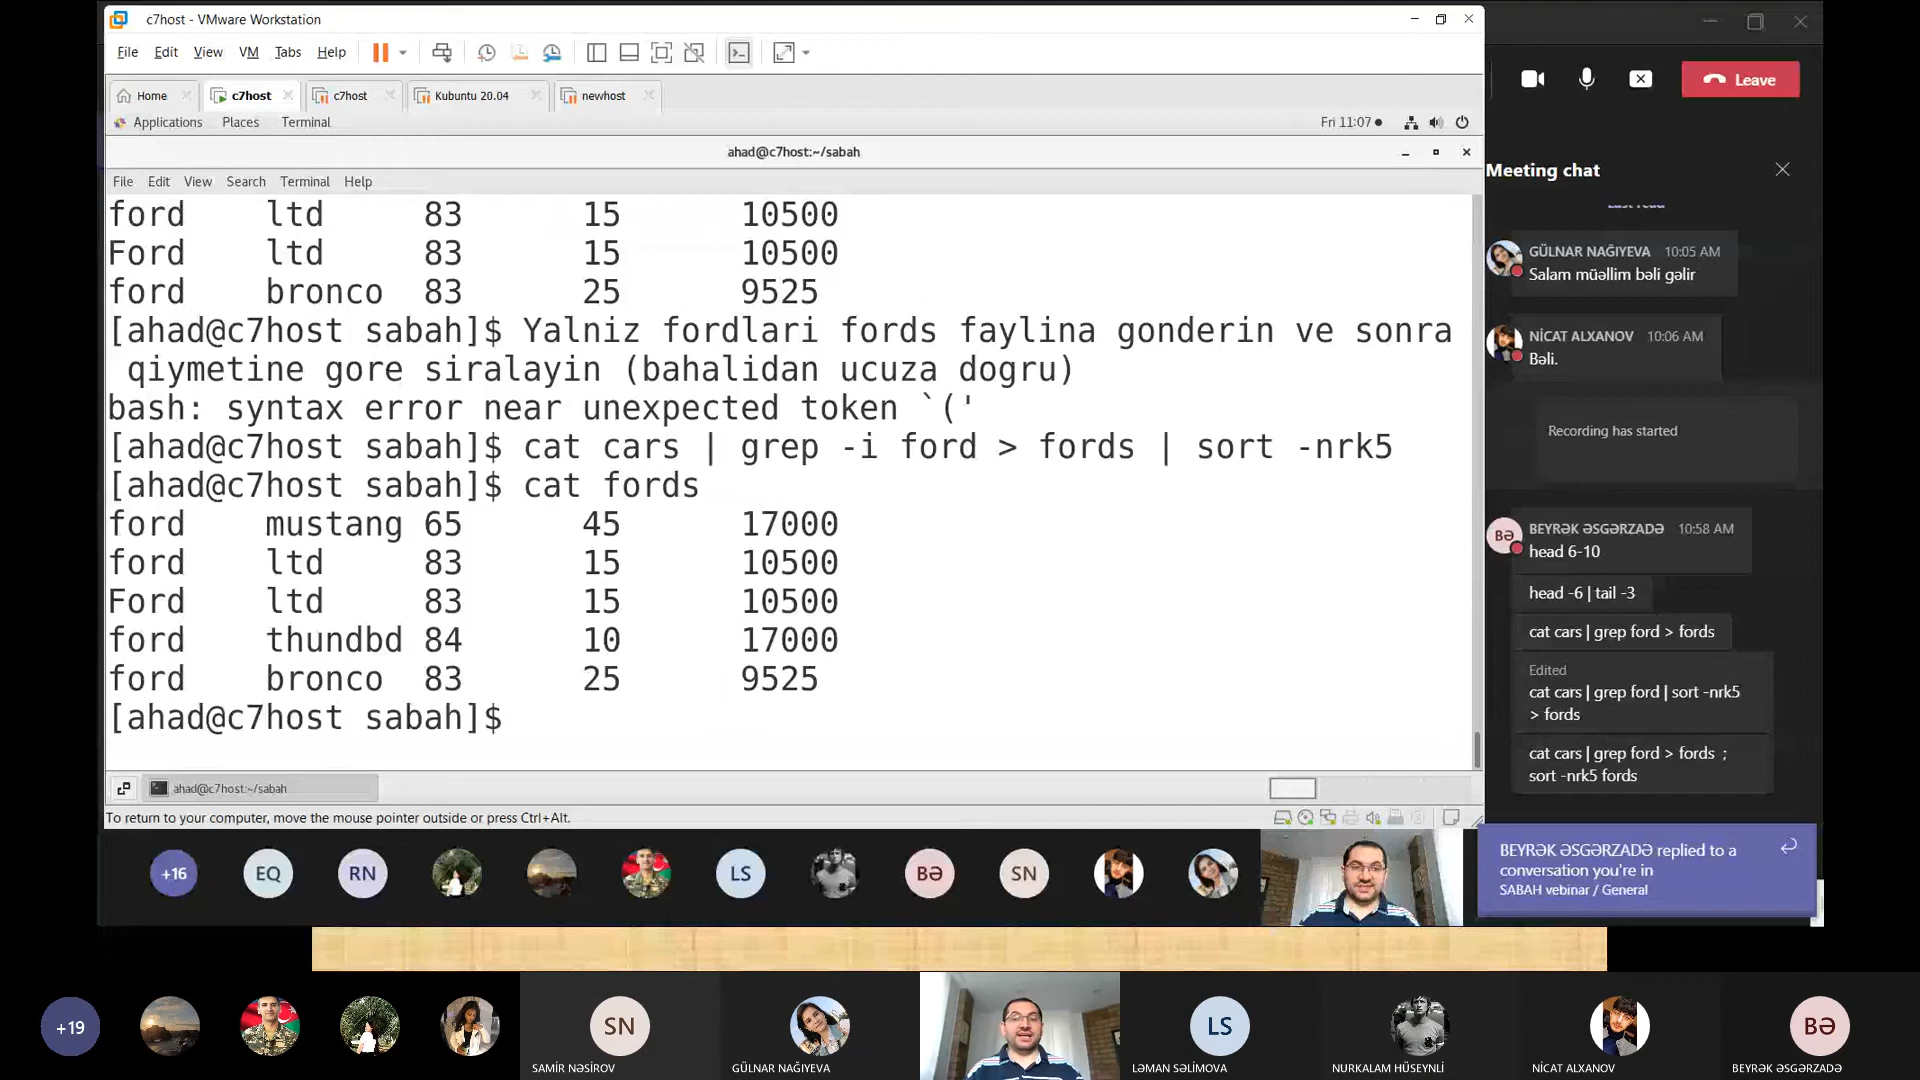 c7host - VMware Workstation
File Edit View VM Tabs Help
Home c7host c7host Kubuntu 20.04 newhost
Applications Places Terminal Fri 11:07
ahad@c7host:~/sabah
File Edit View Search Terminal Help
ford ltd 83 15 10500
Ford ltd 83 15 10500
ford bronco 83 25 9525
[ahad@c7host sabah]$ Yalniz fordlari fords faylina gonderin ve sonra
qiymetine gore siralayin (bahalidan ucuza dogru)
bash: syntax error near unexpected token `('
[ahad@c7host sabah]$ cat cars | grep -i ford > fords | sort -nrk5
[ahad@c7host sabah]$ cat fords
ford mustang 65 45 17000
ford ltd 83 15 10500
Ford ltd 83 15 10500
ford thundbd 84 10 17000
ford bronco 83 25 9525
[ahad@c7host sabah]$
ahad@c7host:~/sabah
To return to your computer, move the mouse pointer outside or press Ctrl+Alt.
Leave
Meeting chat
Last read
GÜLNAR NAĞIYEVA 10:05 AM
Salam müəllim bəli gəlir
NİCAT ALXANOV 10:06 AM
Bəli.
Recording has started
BƏ
BEYRƏK ƏSGƏRZADƏ 10:58 AM
head 6-10
head -6 | tail -3
cat cars | grep ford > fords
Edited
cat cars | grep ford | sort -nrk5
> fords
cat cars | grep ford > fords ;
sort -nrk5 fords
BEYRƏK ƏSGƏRZADƏ replied to a
conversation you're in
SABAH vebinar / General
+16 EQ RN LS BƏ SN
+19 SN LS BƏ
SAMİR NƏSİROV GÜLNAR NAĞIYEVA LƏMAN SƏLİMOVA NURKALAM HÜSEYNLİ NİCAT ALXANOV BEYRƏK ƏSGƏRZADƏ